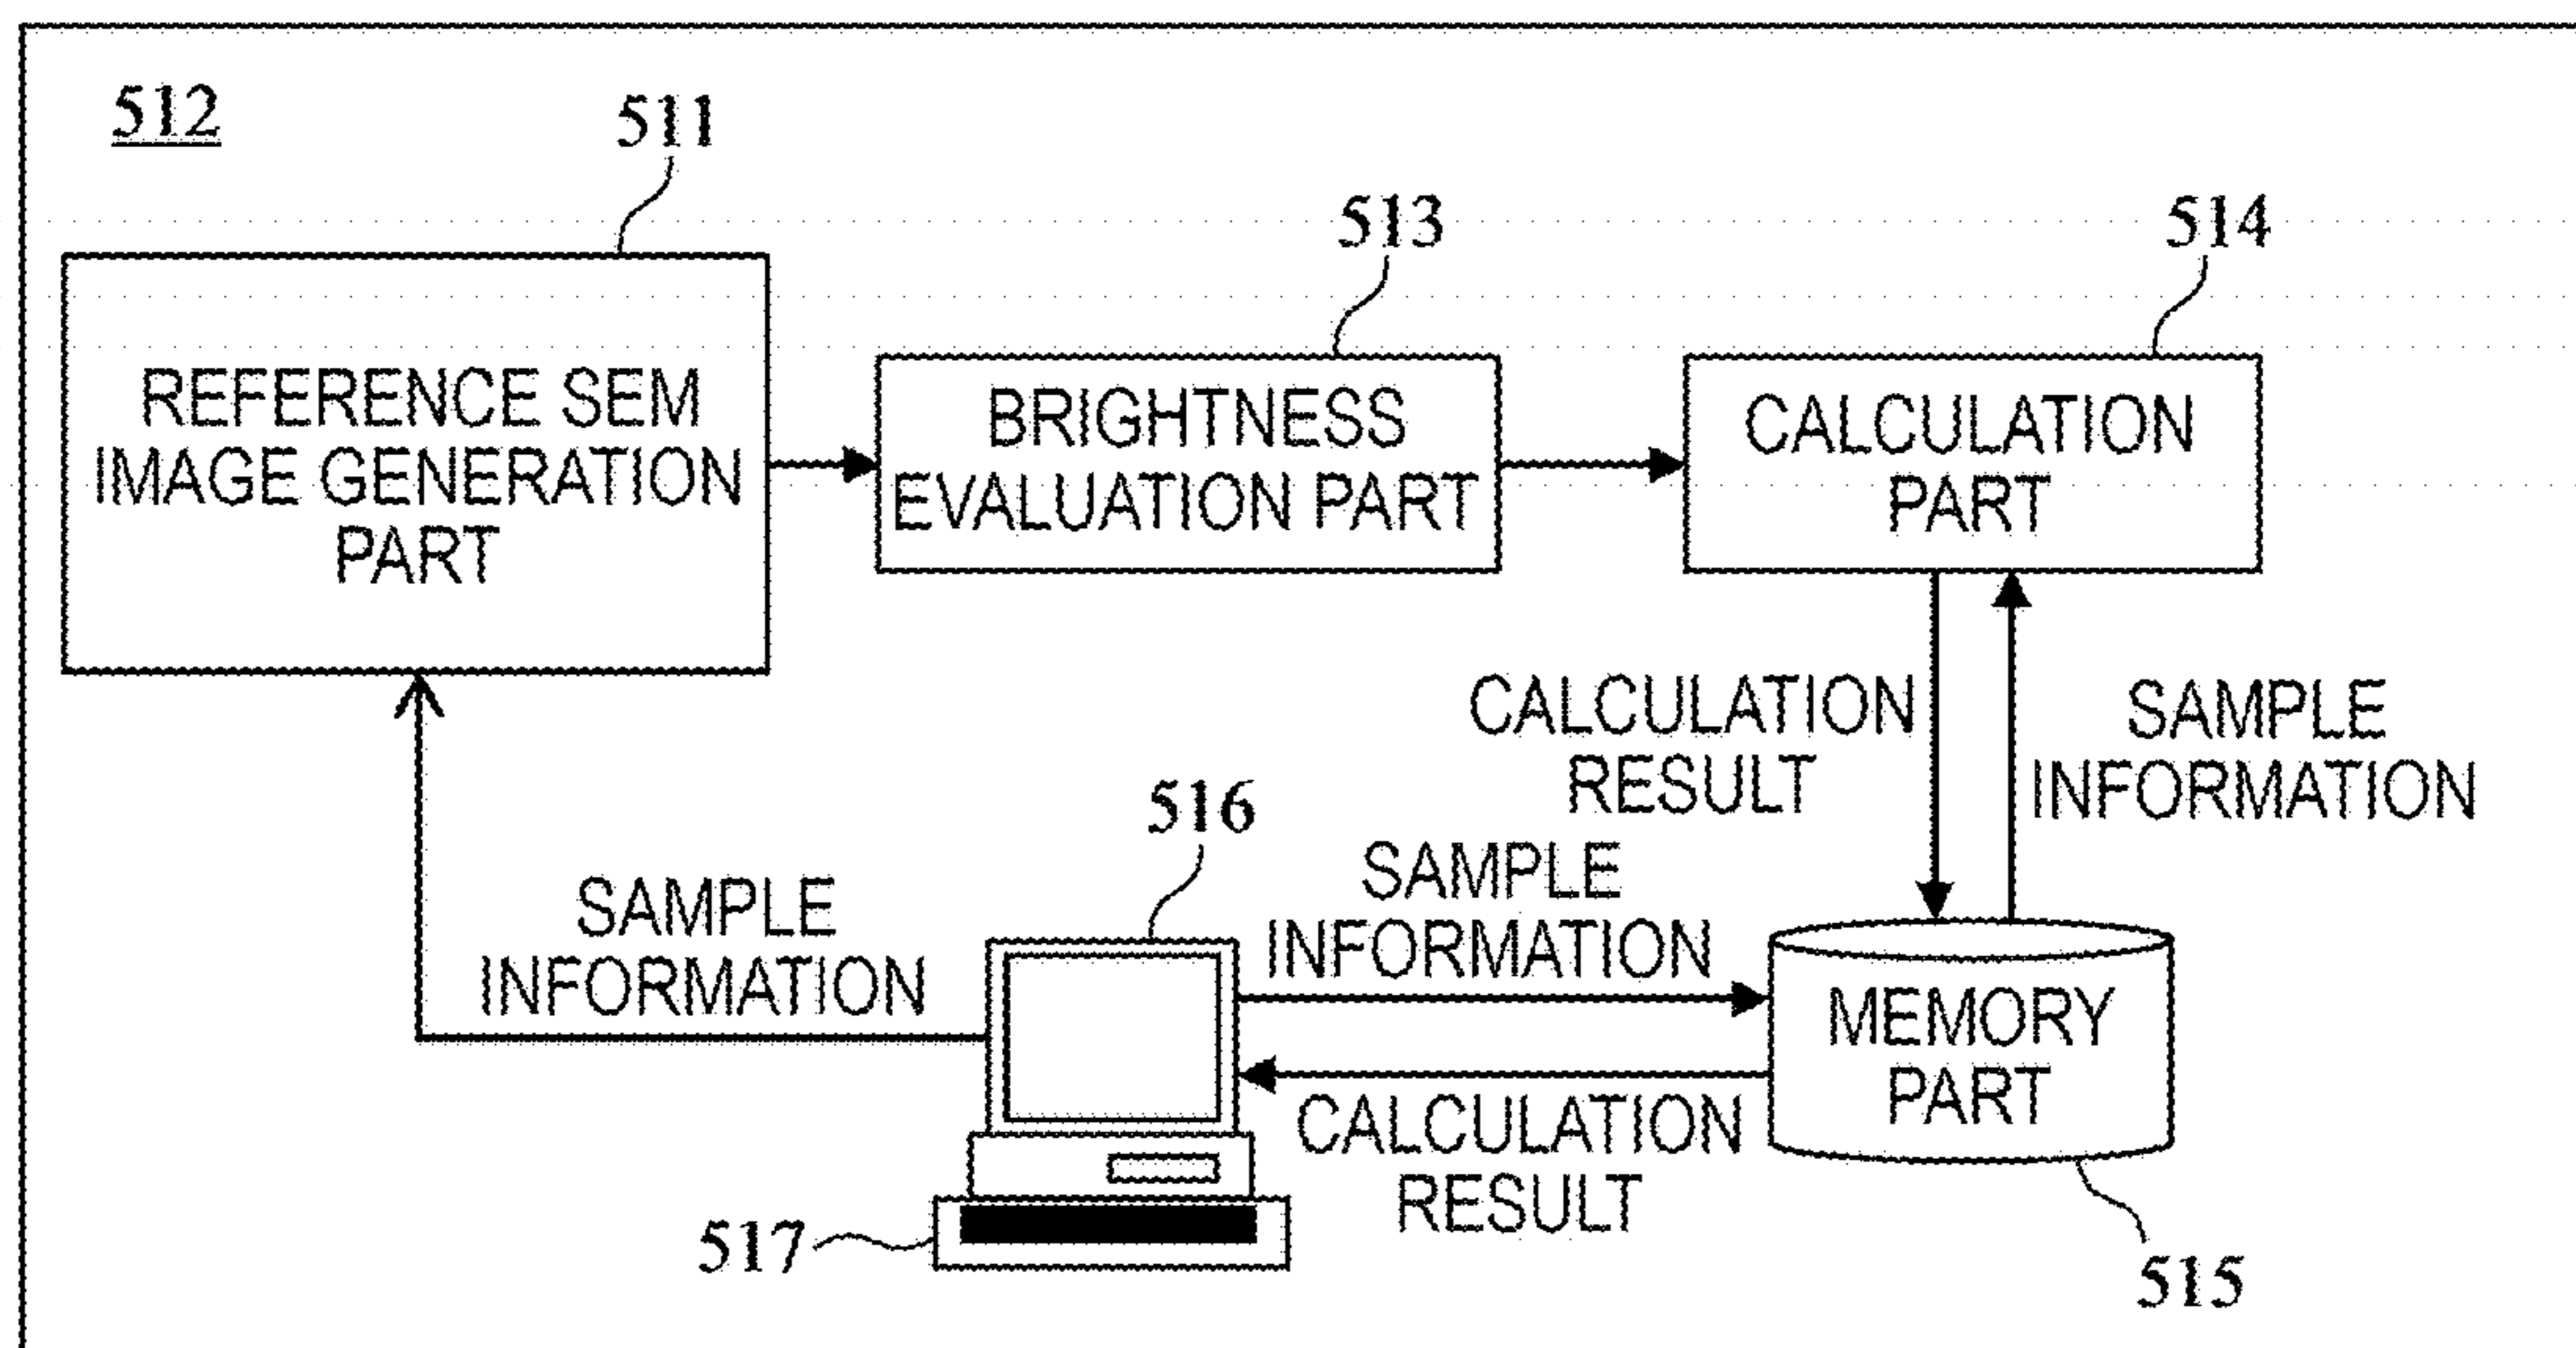 512
511
513
514
REFERENCE SEM
IMAGE GENERATION
PART
BRIGHTNESS
EVALUATION PART
CALCULATION
PART
CALCULATION
RESULT
SAMPLE
INFORMATION
516
SAMPLE
INFORMATION
SAMPLE
INFORMATION
MEMORY
PART
CALCULATION
RESULT
517
515